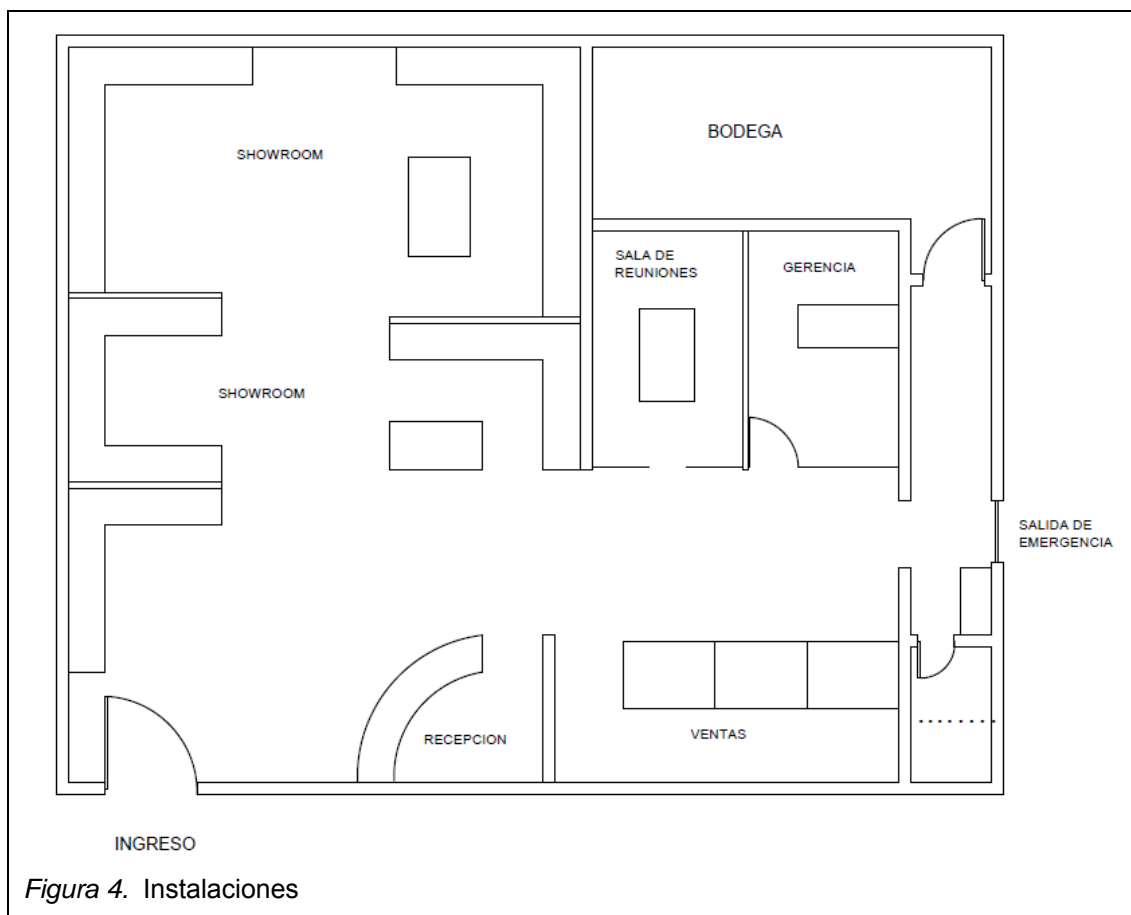 BODEGA
SHOWROOM
SALA DE
REUNIONES
GERENCIA
SHOWROOM
SALIDA DE
EMERGENCIA
RECEPCION
VENTAS
INGRESO
Figura 4. Instalaciones